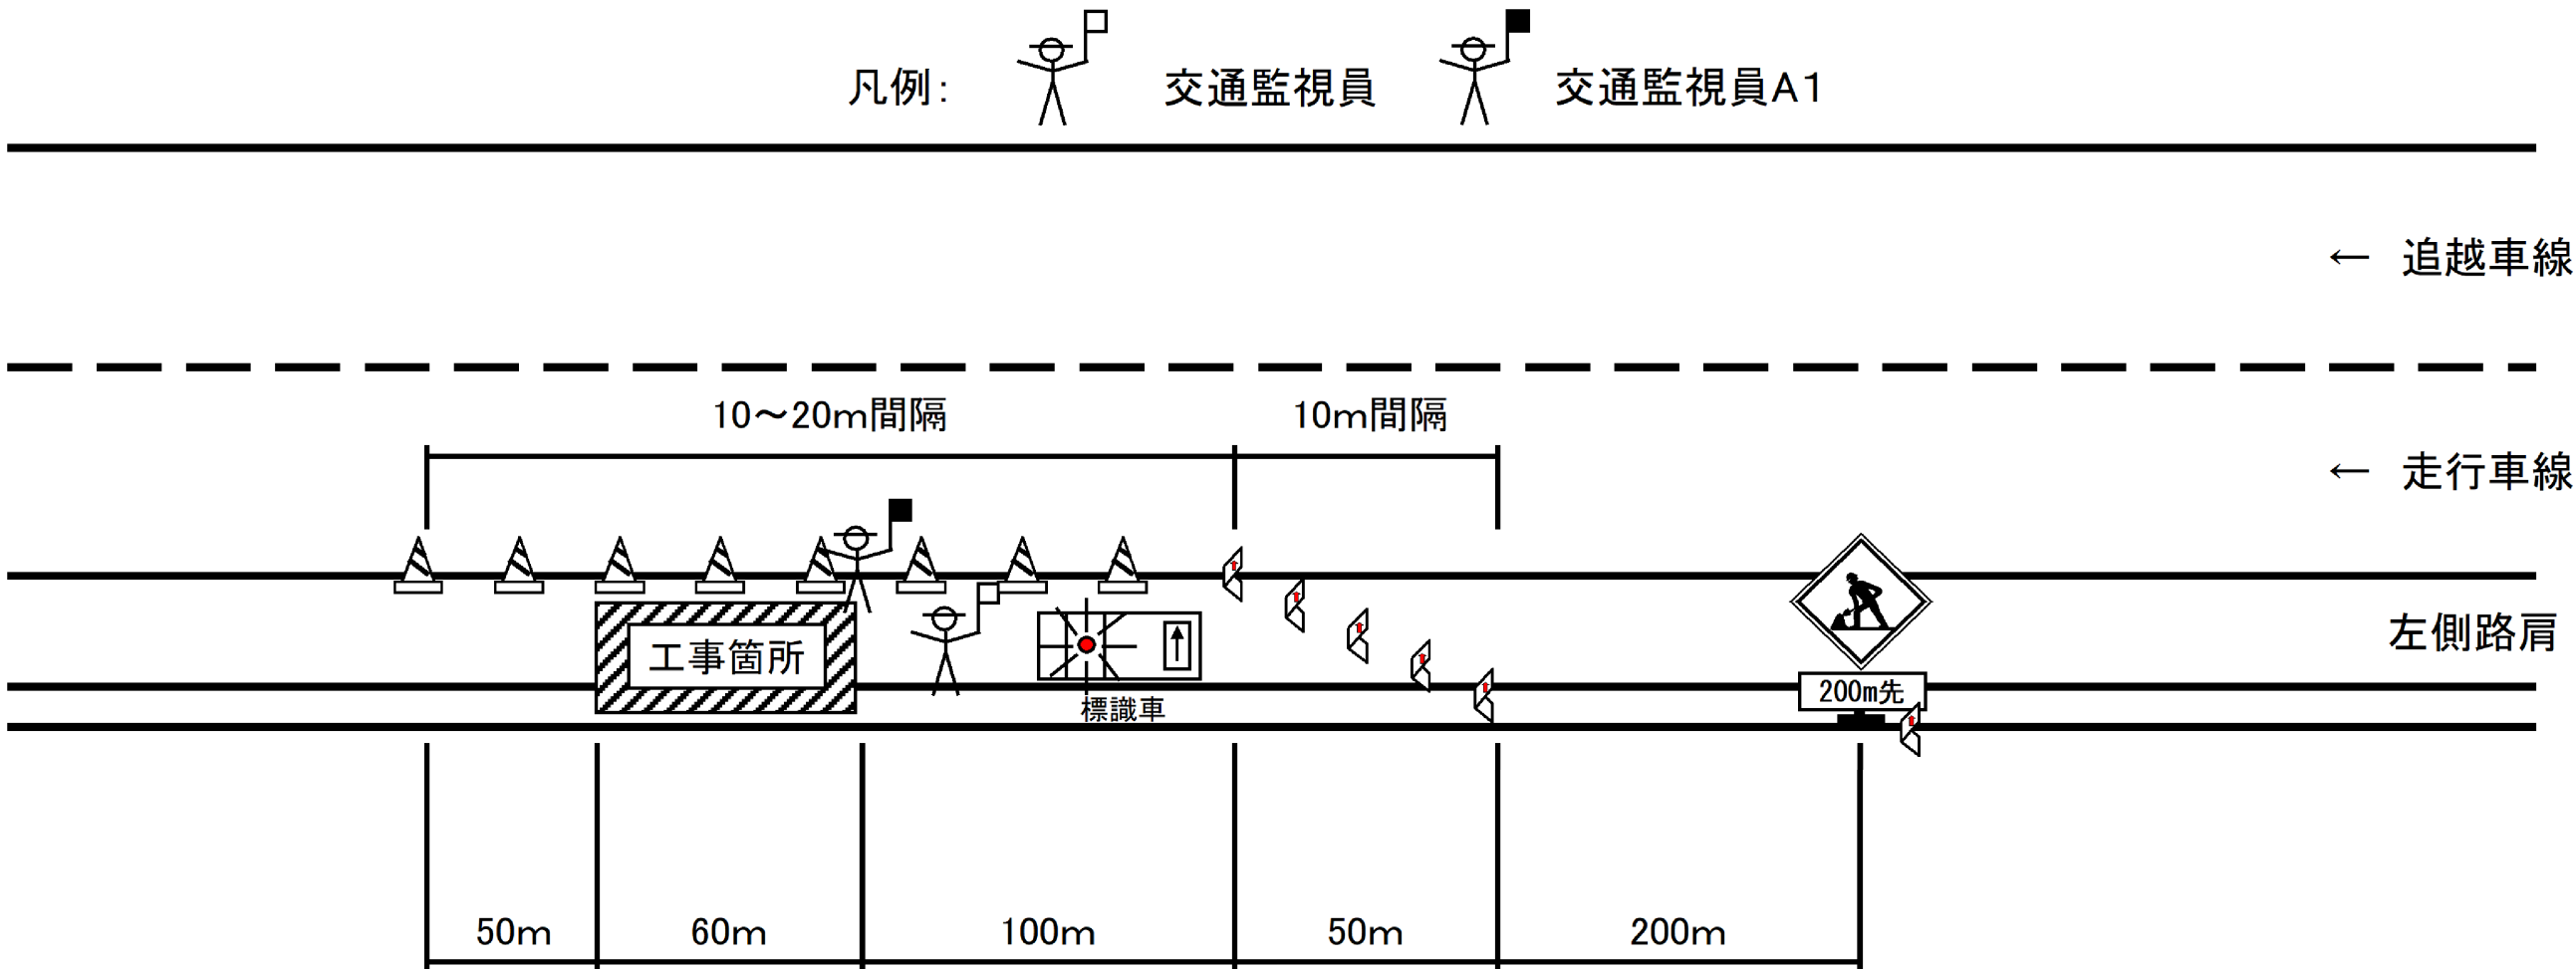 凡例: 交通監視員 交通監視員A1
← 追越車線
10～20m間隔 10m間隔
← 走行車線
左側路肩
工事箇所
標識車
200m先
50m 60m 100m 50m 200m